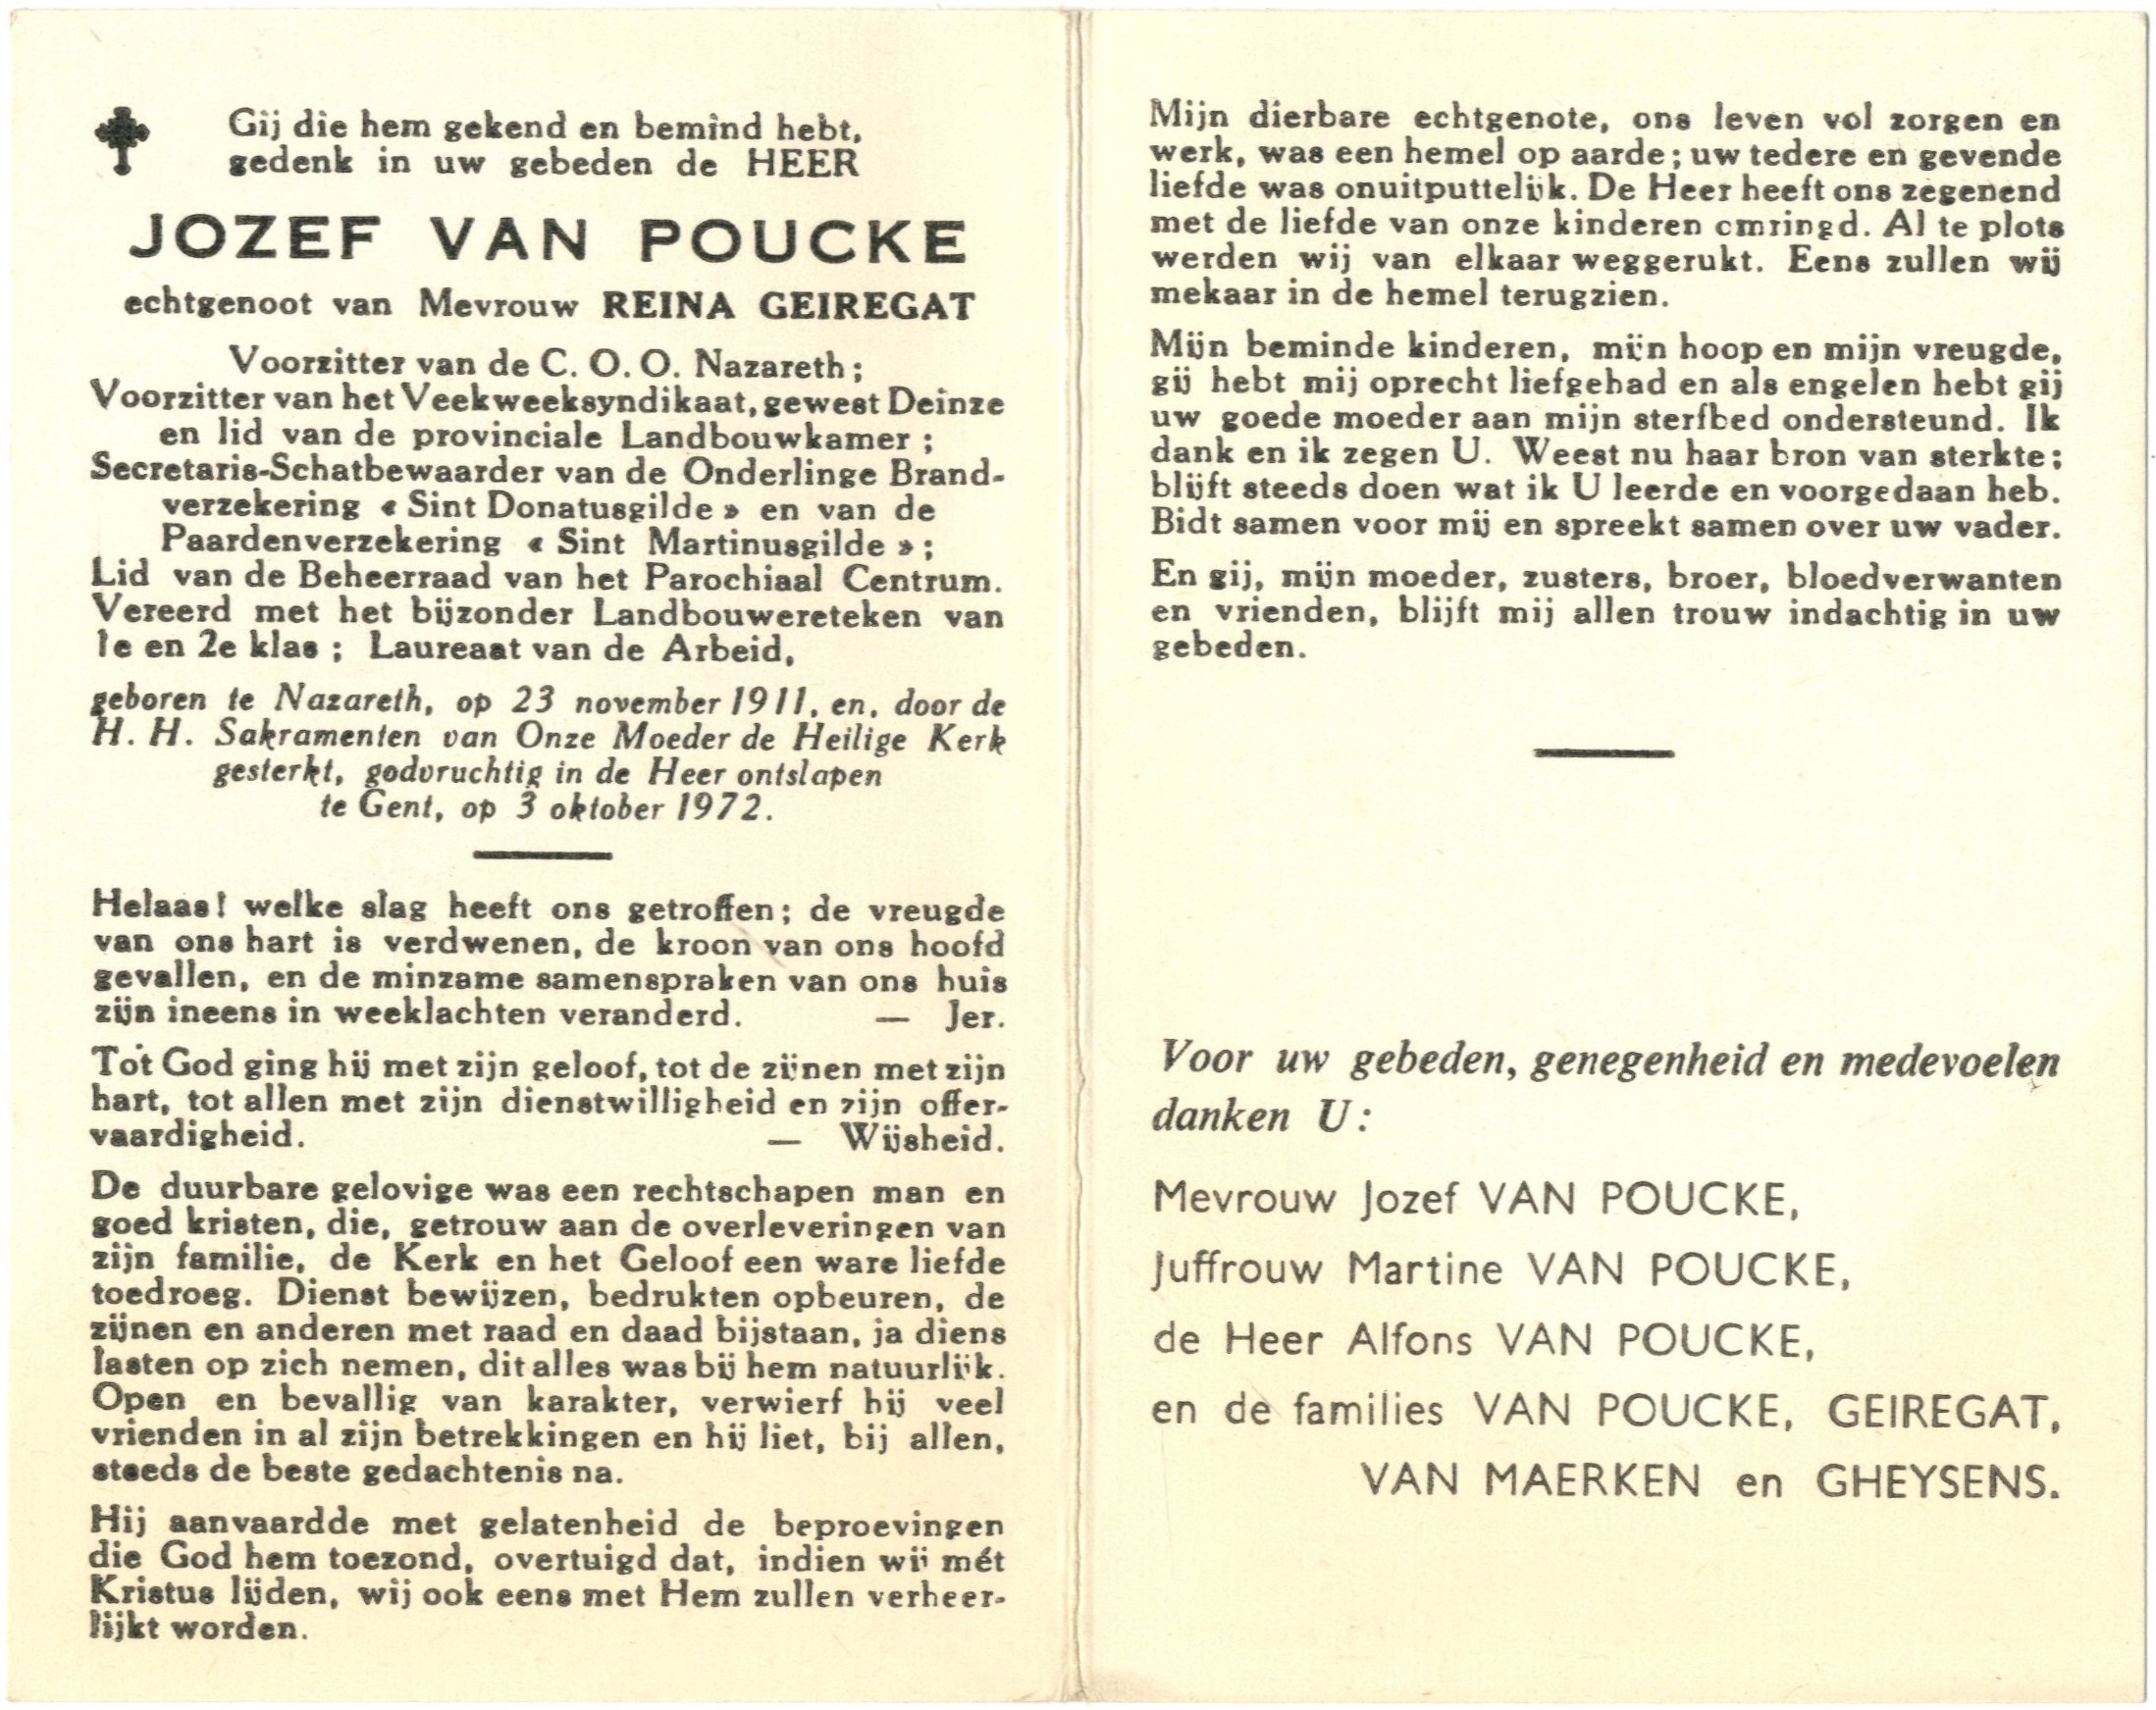 Gij die hem gekend en bemind hebt,
gedenk in uw gebeden de HEER
JOZEF VAN POUCKE
echtgenoot van Mevrouw REINA GEIREGAT
Voorzitter van de C. O. O. Nazareth ;
Voorzitter van het Veekweeksyndikaat, gewest Deinze
en lid van de provinciale Landbouwkamer ;
Secretaris-Schatbewaarder van de Onderlinge Brand-
verzekering « Sint Donatusgilde » en van de
Paardenverzekering « Sint Martinusgilde » ;
Lid van de Beheerraad van het Parochiaal Centrum.
Vereerd met het bijzonder Landbouwereteken van
1e en 2e klas ; Laureaat van de Arbeid,
geboren te Nazareth, op 23 november 1911, en, door de
H. H. Sakramenten van Onze Moeder de Heilige Kerk
gesterkt, godvruchtig in de Heer ontslapen
te Gent, op 3 oktober 1972.
Helaas! welke slag heeft ons getroffen; de vreugde
van ons hart is verdwenen, de kroon van ons hoofd
gevallen, en de minzame samenspraken van ons huis
zijn ineens in weeklachten veranderd. — Jer.
Tot God ging hij met zijn geloof, tot de zijnen met zijn
hart, tot allen met zijn dienstwilligheid en zijn offer-
vaardigheid. — Wijsheid.
De duurbare gelovige was een rechtschapen man en
goed kristen, die, getrouw aan de overleveringen van
zijn familie, de Kerk en het Geloof een ware liefde
toedroeg. Dienst bewijzen, bedrukten opbeuren, de
zijnen en anderen met raad en daad bijstaan, ja diens
lasten op zich nemen, dit alles was bij hem natuurlijk.
Open en bevallig van karakter, verwierf hij veel
vrienden in al zijn betrekkingen en hij liet, bij allen,
steeds de beste gedachtenis na.
Hij aanvaardde met gelatenheid de beproevingen
die God hem toezond, overtuigd dat, indien wij mét
Kristus lijden, wij ook eens met Hem zullen verheer-
lijkt worden.
Mijn dierbare echtgenote, ons leven vol zorgen en
werk, was een hemel op aarde; uw tedere en gevende
liefde was onuitputtelijk. De Heer heeft ons zegenend
met de liefde van onze kinderen cmringd. Al te plots
werden wij van elkaar weggerukt. Eens zullen wij
mekaar in de hemel terugzien.
Mijn beminde kinderen, mijn hoop en mijn vreugde,
gij hebt mij oprecht liefgehad en als engelen hebt gij
uw goede moeder aan mijn sterfbed ondersteund. Ik
dank en ik zegen U. Weest nu haar bron van sterkte;
blijft steeds doen wat ik U leerde en voorgedaan heb.
Bidt samen voor mij en spreekt samen over uw vader.
En gij, mijn moeder, zusters, broer, bloedverwanten
en vrienden, blijft mij allen trouw indachtig in uw
gebeden.
Voor uw gebeden, genegenheid en medevoelen
danken U :
Mevrouw Jozef VAN POUCKE,
Juffrouw Martine VAN POUCKE,
de Heer Alfons VAN POUCKE,
en de families VAN POUCKE, GEIREGAT,
VAN MAERKEN en GHEYSENS.